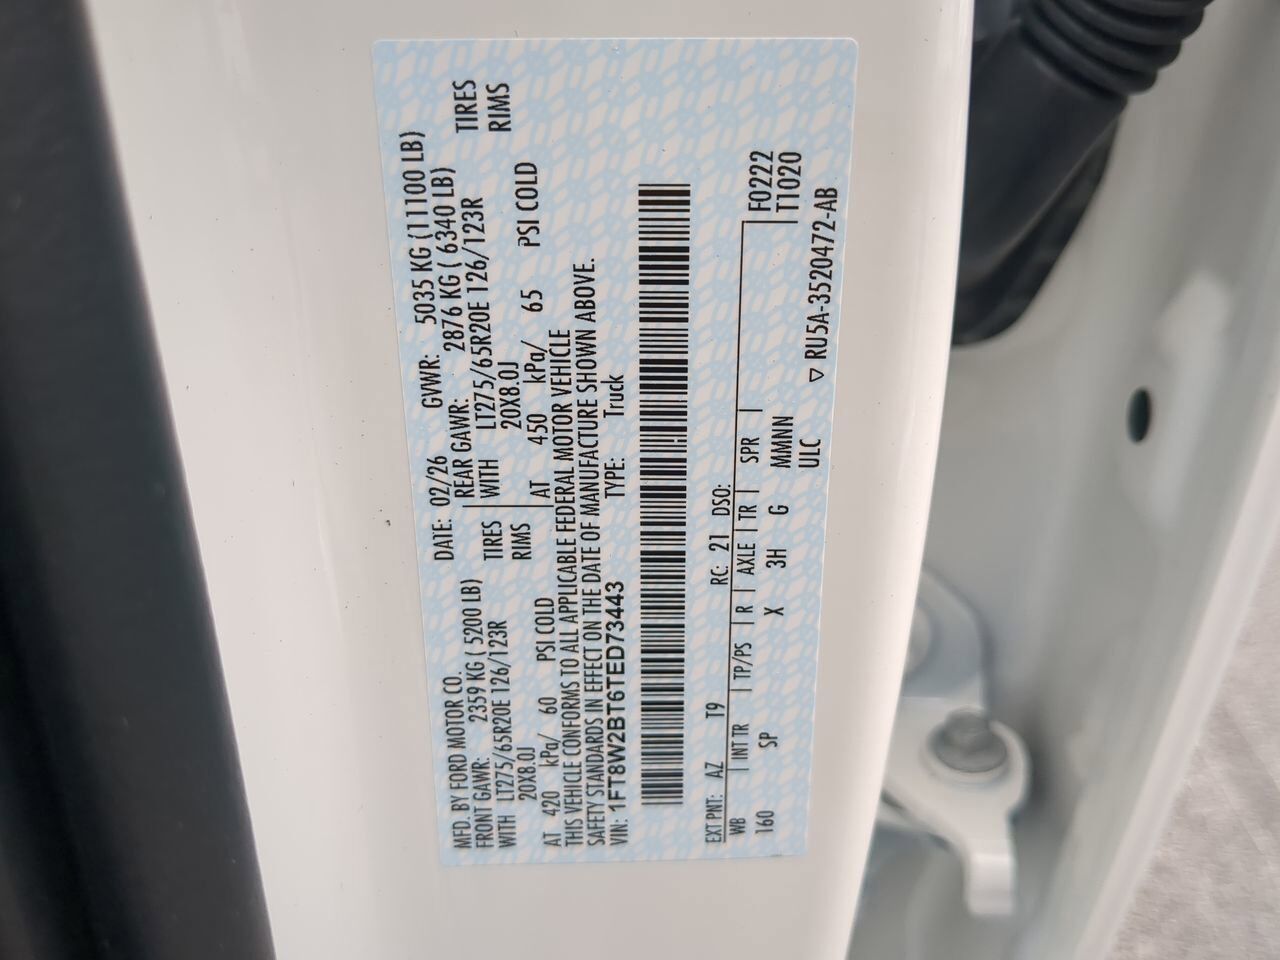 MFD. BY FORD MOTOR CO.
DATE: 02/26 GVWR: 5035 KG (11100 LB)
FRONT GAWR: 2359 KG ( 5200 LB) REAR GAWR: 2876 KG ( 6340 LB)
WITH LT275/65R20E 126/123R TIRES WITH LT275/65R20E 126/123R TIRES
20X8.0J RIMS 20X8.0J RIMS
AT 420 kPa/ 60 PSI COLD AT 450 kPa/ 65 PSI COLD
THIS VEHICLE CONFORMS TO ALL APPLICABLE FEDERAL MOTOR VEHICLE
SAFETY STANDARDS IN EFFECT ON THE DATE OF MANUFACTURE SHOWN ABOVE.
VIN: 1FT8W2BT6TED73443 TYPE: Truck
EXT PNT: AZ T9 RC: 21 DSO:
WB INT TR TP/PS R AXLE TR SPR F0222
160 SP X 3H G MMNN T1020
ULC ▽ RU5A-3520472-AB